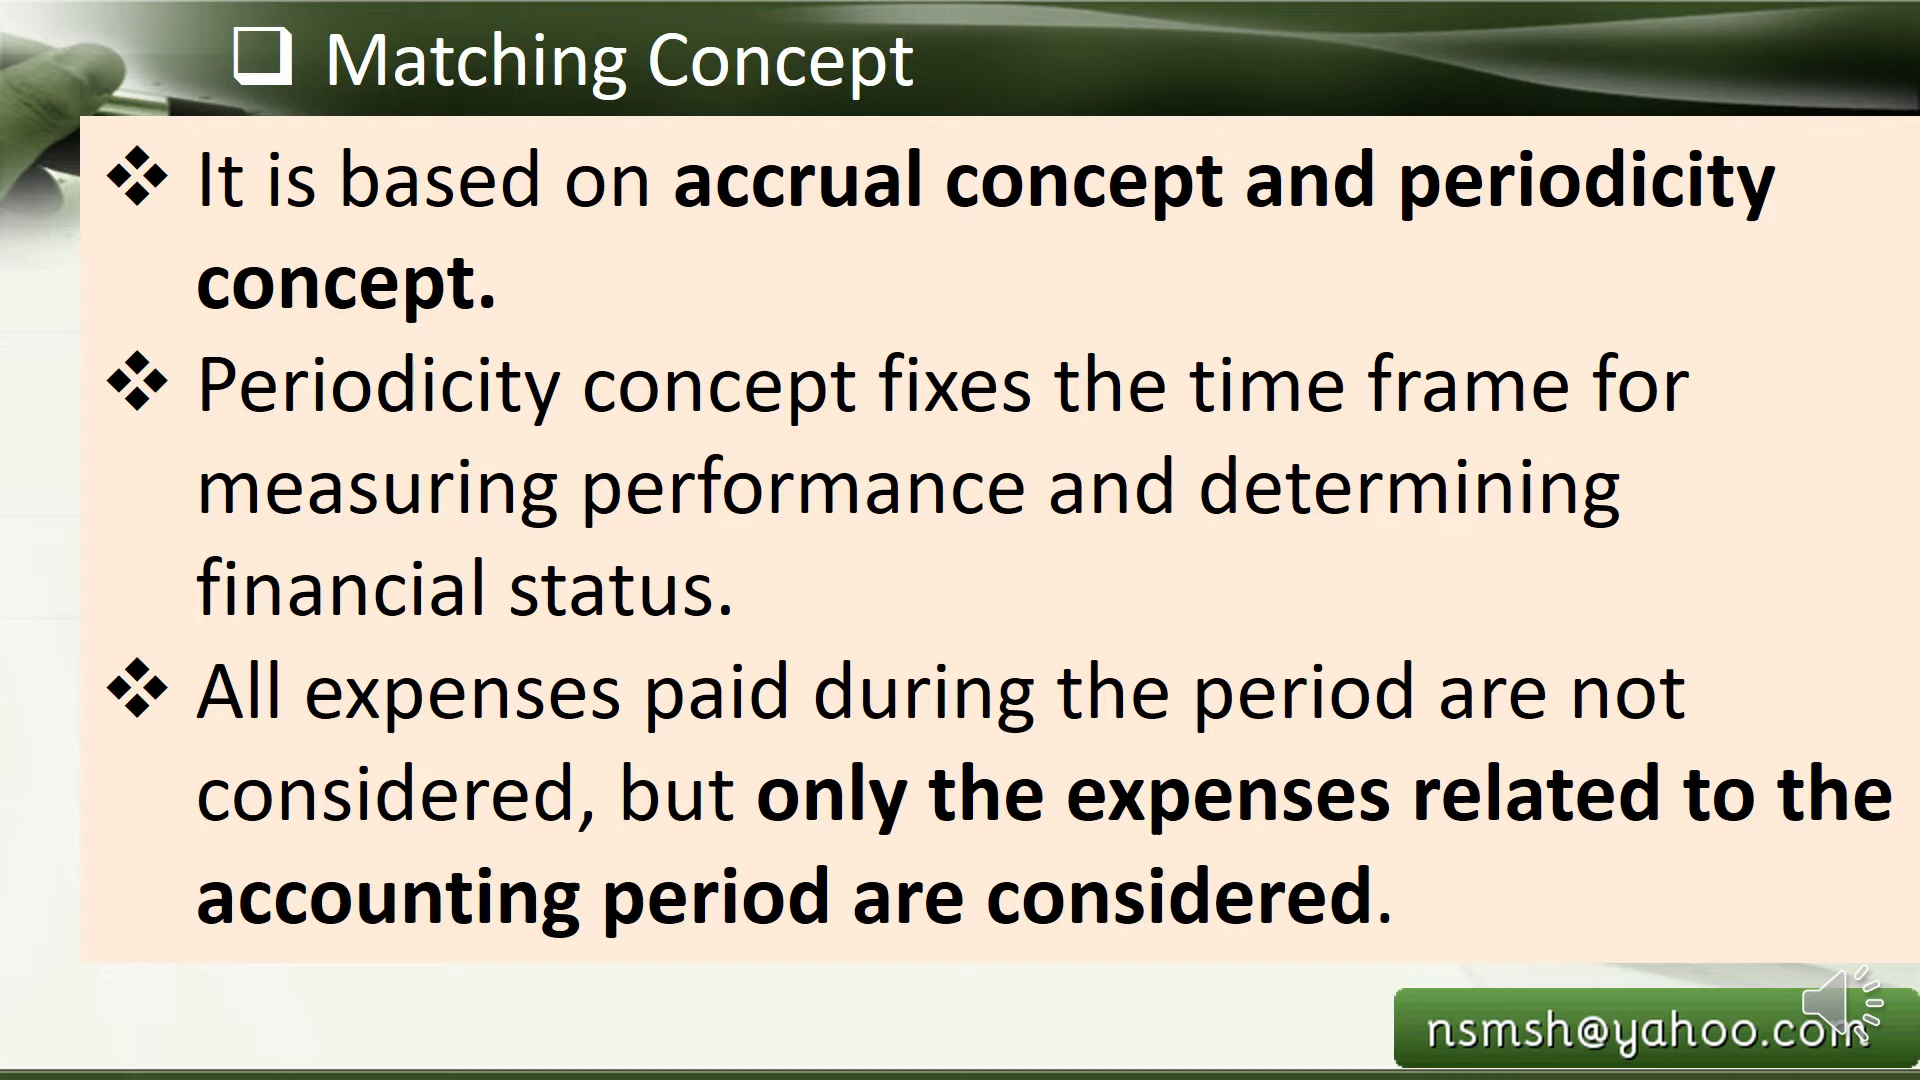 Matching Concept
It is based on accrual concept and periodicity
concept.
Periodicity concept fixes the time frame for
measuring performance and determining
financial status.
All expenses paid during the period are not
considered, but only the expenses related to the
accounting period are considered.
nsmsh@yahoo.com